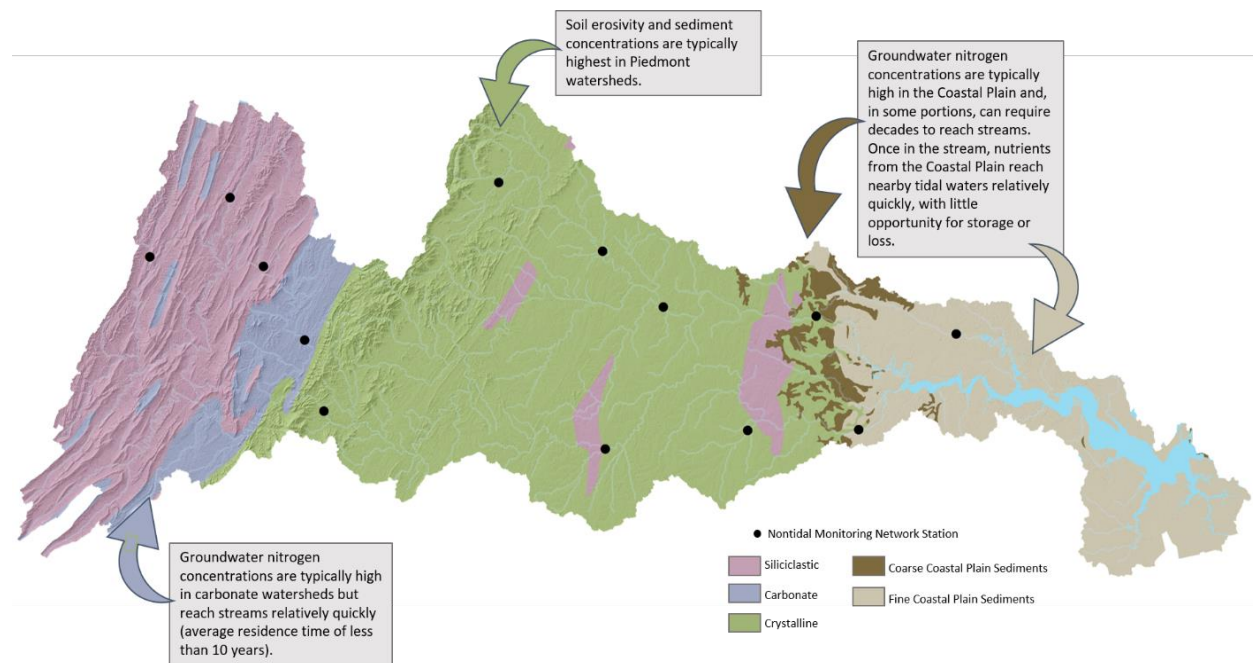 Soil erosivity and sediment
concentrations are typically
highest in Piedmont
watersheds.
Groundwater nitrogen
concentrations are typically
high in the Coastal Plain and,
in some portions, can require
decades to reach streams.
Once in the stream, nutrients
from the Coastal Plain reach
nearby tidal waters relatively
quickly, with little
opportunity for storage or
loss.
Groundwater nitrogen
concentrations are typically high
in carbonate watersheds but
reach streams relatively quickly
(average residence time of less
than 10 years).
Nontidal Monitoring Network Station
Siliciclastic
Carbonate
Crystalline
Coarse Coastal Plain Sediments
Fine Coastal Plain Sediments